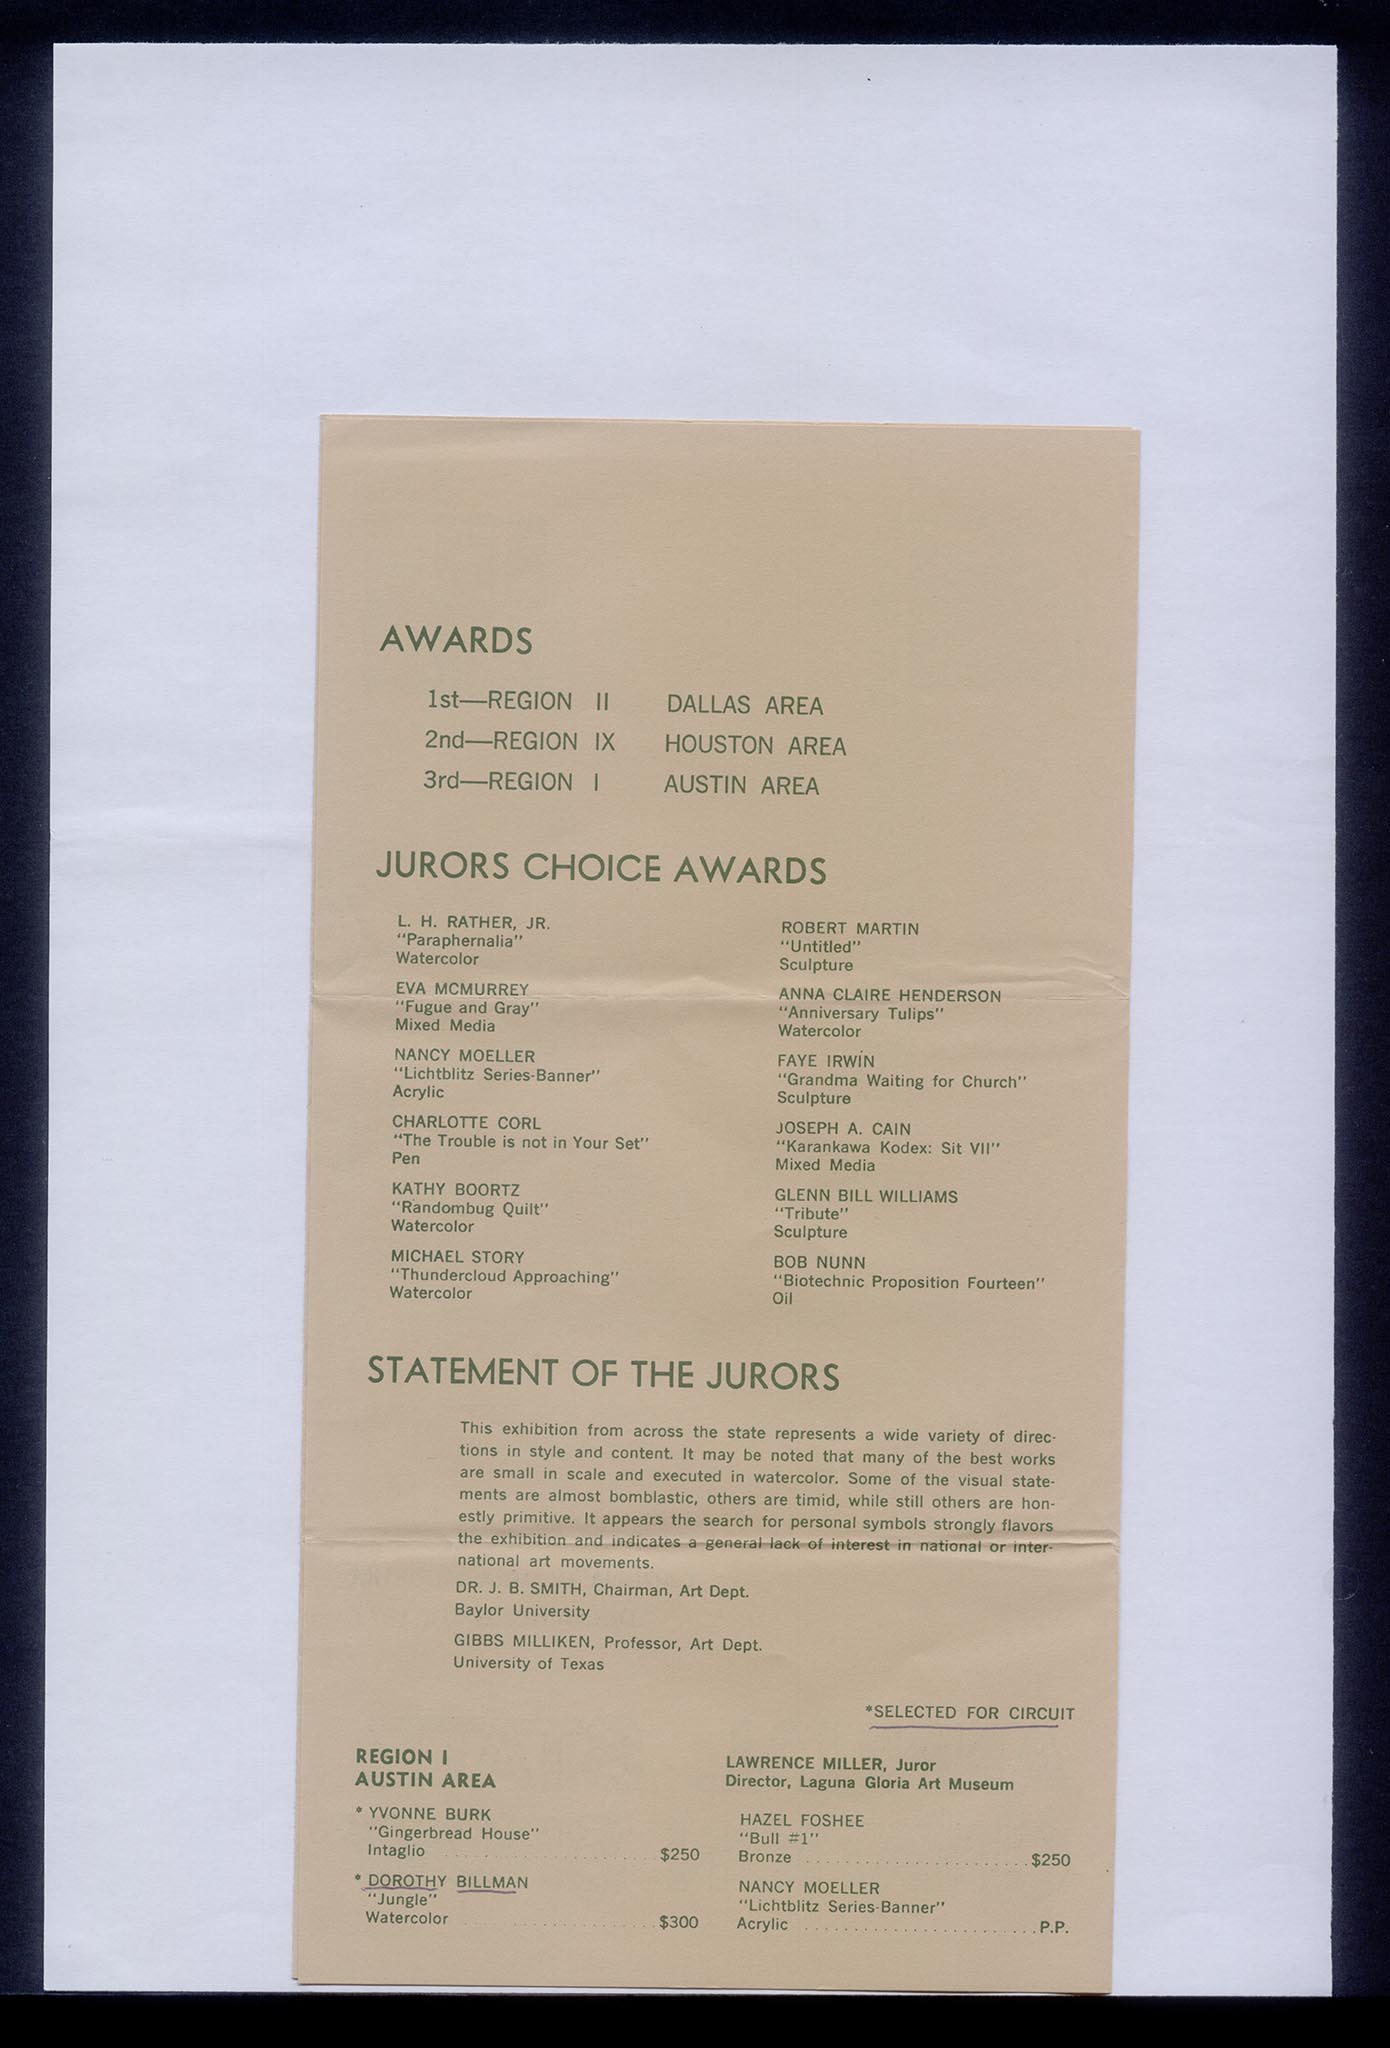 AWARDS
1st—REGION II DALLAS AREA
2nd—REGION IX HOUSTON AREA
3rd—REGION I AUSTIN AREA
JURORS CHOICE AWARDS
L. H. RATHER, JR.
"Paraphernalia"
Watercolor
EVA MCMURREY
"Fugue and Gray"
Mixed Media
NANCY MOELLER
"Lichtblitz Series-Banner"
Acrylic
CHARLOTTE CORL
"The Trouble is not in Your Set"
Pen
KATHY BOORTZ
"Randombug Quilt"
Watercolor
MICHAEL STORY
"Thundercloud Approaching"
Watercolor
ROBERT MARTIN
"Untitled"
Sculpture
ANNA CLAIRE HENDERSON
"Anniversary Tulips"
Watercolor
FAYE IRWIN
"Grandma Waiting for Church"
Sculpture
JOSEPH A. CAIN
"Karankawa Kodex: Sit VII"
Mixed Media
GLENN BILL WILLIAMS
"Tribute"
Sculpture
BOB NUNN
"Biotechnic Proposition Fourteen"
Oil
STATEMENT OF THE JURORS
This exhibition from across the state represents a wide variety of direc-
tions in style and content. It may be noted that many of the best works
are small in scale and executed in watercolor. Some of the visual state-
ments are almost bomblastic, others are timid, while still others are hon-
estly primitive. It appears the search for personal symbols strongly flavors
the exhibition and indicates a general lack of interest in national or inter-
national art movements.
DR. J. B. SMITH, Chairman, Art Dept.
Baylor University
GIBBS MILLIKEN, Professor, Art Dept.
University of Texas
*SELECTED FOR CIRCUIT
REGION I
AUSTIN AREA
LAWRENCE MILLER, Juror
Director, Laguna Gloria Art Museum
* YVONNE BURK
"Gingerbread House"
Intaglio ........................ $250
* DOROTHY BILLMAN
"Jungle"
Watercolor ..................... $300
HAZEL FOSHEE
"Bull #1"
Bronze ........................ $250
NANCY MOELLER
"Lichtblitz Series-Banner"
Acrylic ........................ P.P.